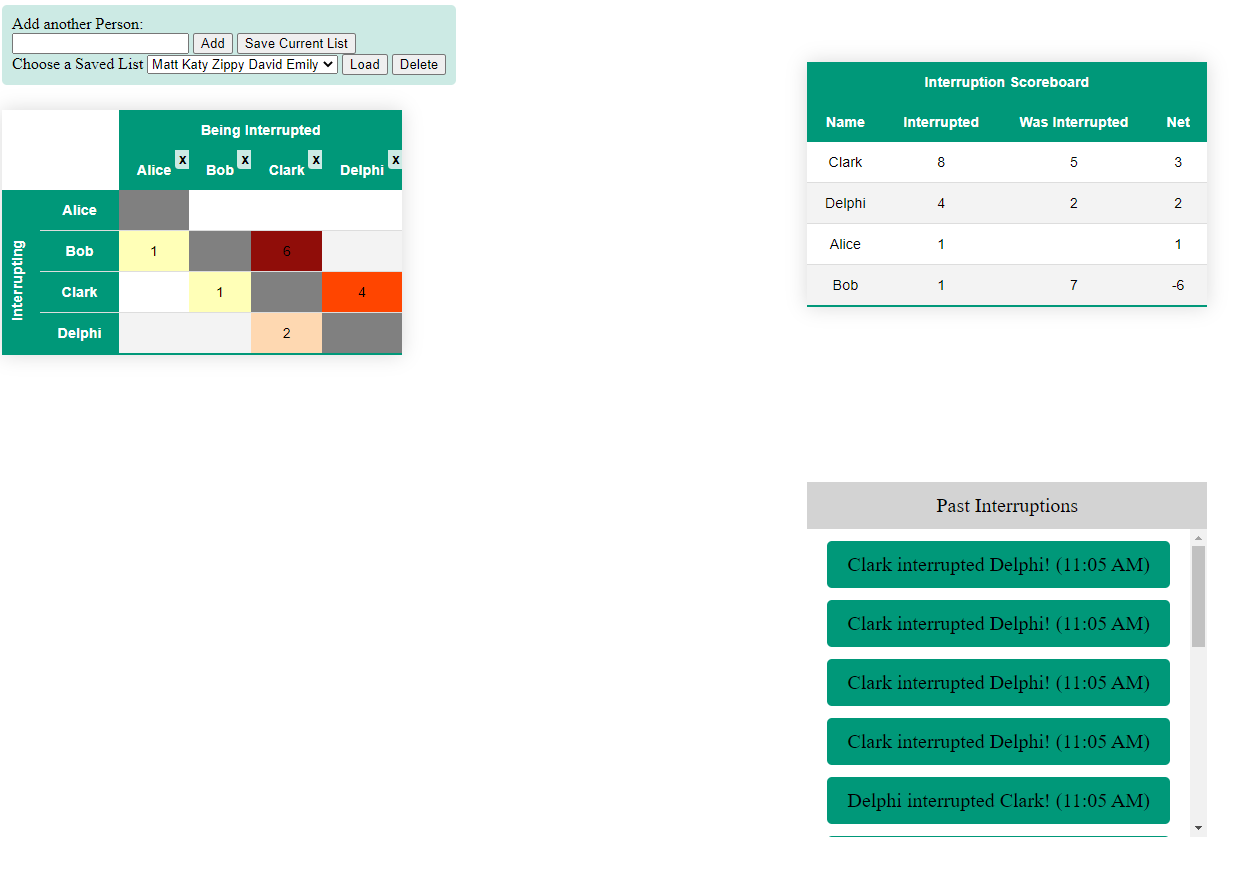 Add another Person:
Add Save Current List
Choose a Saved List Matt Katy Zippy David Emily Load Delete
Being Interrupted
Alice x Bob x Clark x Delphi x
Interrupting
Alice
Bob 1 6
Clark 1 4
Delphi 2
Interruption Scoreboard
Name Interrupted Was Interrupted Net
Clark 8 5 3
Delphi 4 2 2
Alice 1 1
Bob 1 7 -6
Past Interruptions
Clark interrupted Delphi! (11:05 AM)
Clark interrupted Delphi! (11:05 AM)
Clark interrupted Delphi! (11:05 AM)
Clark interrupted Delphi! (11:05 AM)
Delphi interrupted Clark! (11:05 AM)